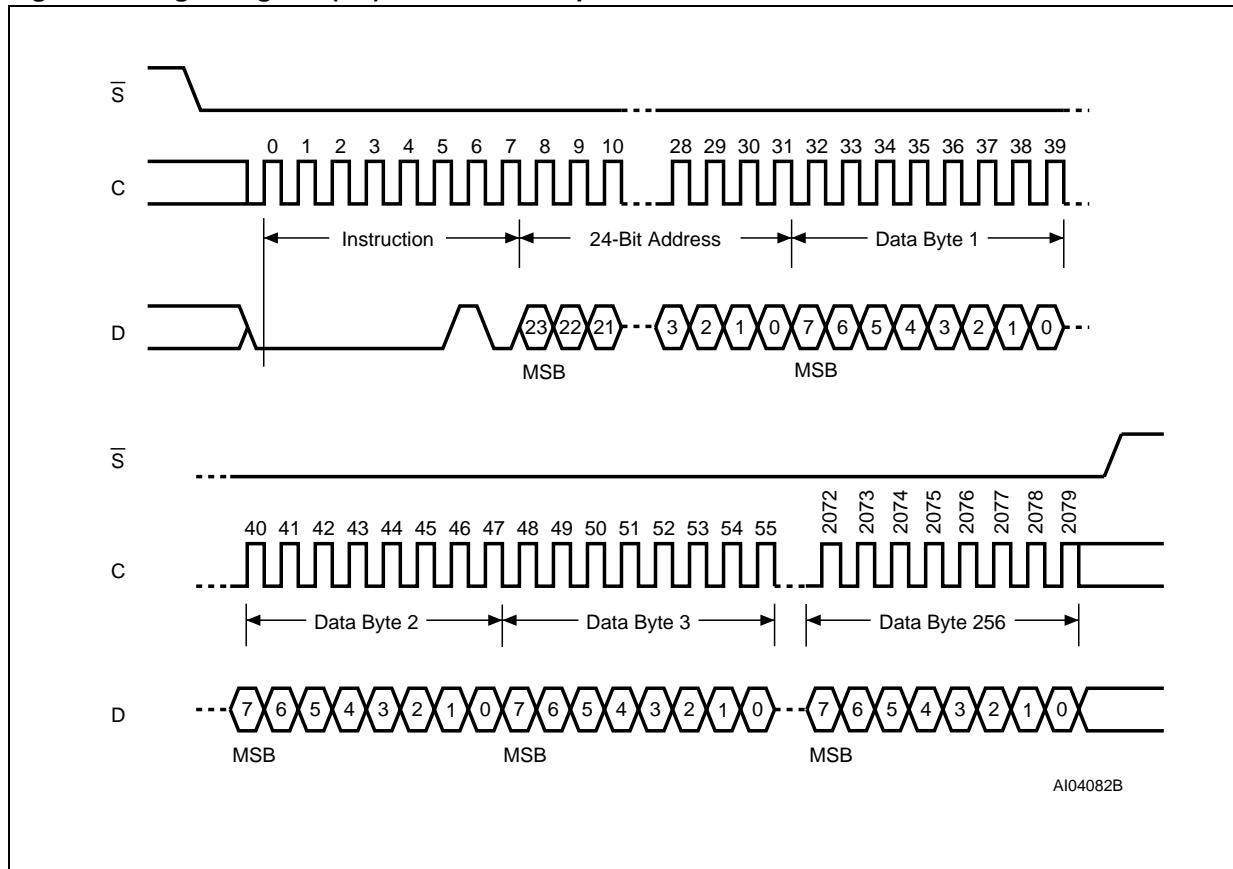 S
0 1 2 3 4 5 6 7 8 9 10 28 29 30 31 32 33 34 35 36 37 38 39
C
Instruction 24-Bit Address Data Byte 1
D 23 22 21 3 2 1 0 7 6 5 4 3 2 1 0
MSB MSB
S
2072 2073 2074 2075 2076 2077 2078 2079
40 41 42 43 44 45 46 47 48 49 50 51 52 53 54 55
C
Data Byte 2 Data Byte 3 Data Byte 256
D 7 6 5 4 3 2 1 0 7 6 5 4 3 2 1 0 7 6 5 4 3 2 1 0
MSB MSB MSB
AI04082B